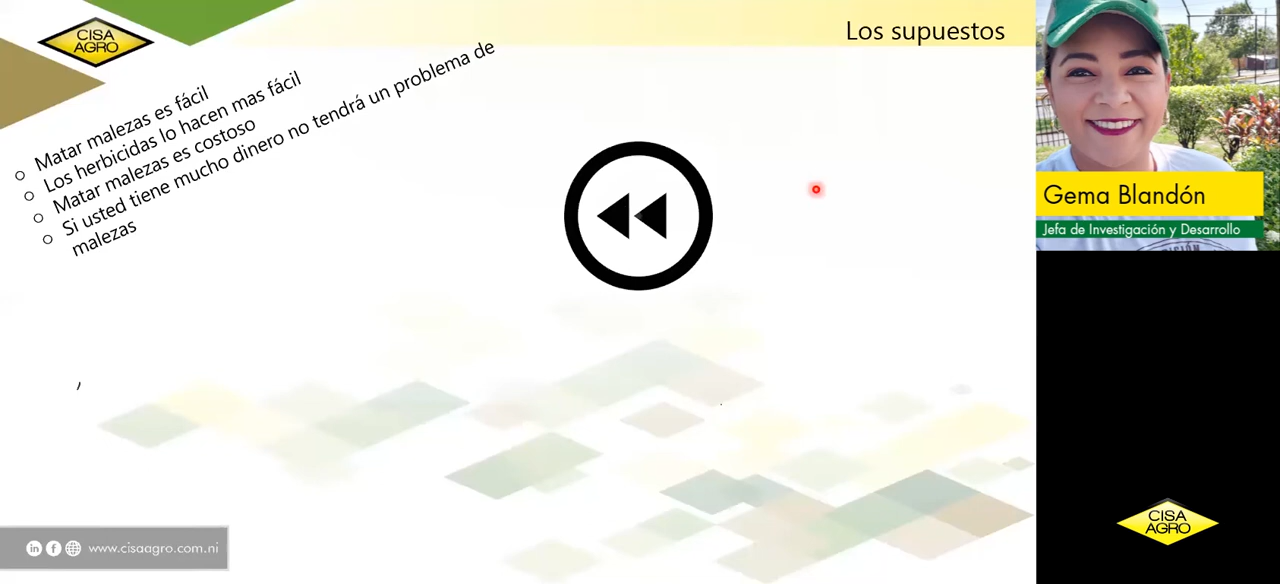 CISA
AGRO
Los supuestos
Matar malezas es fácil
Los herbicidas lo hacen mas fácil
Matar malezas es costoso
Si usted tiene mucho dinero no tendrá un problema de
malezas
Gema Blandón
Jefa de Investigación y Desarrollo
www.cisaagro.com.ni
CISA
AGRO